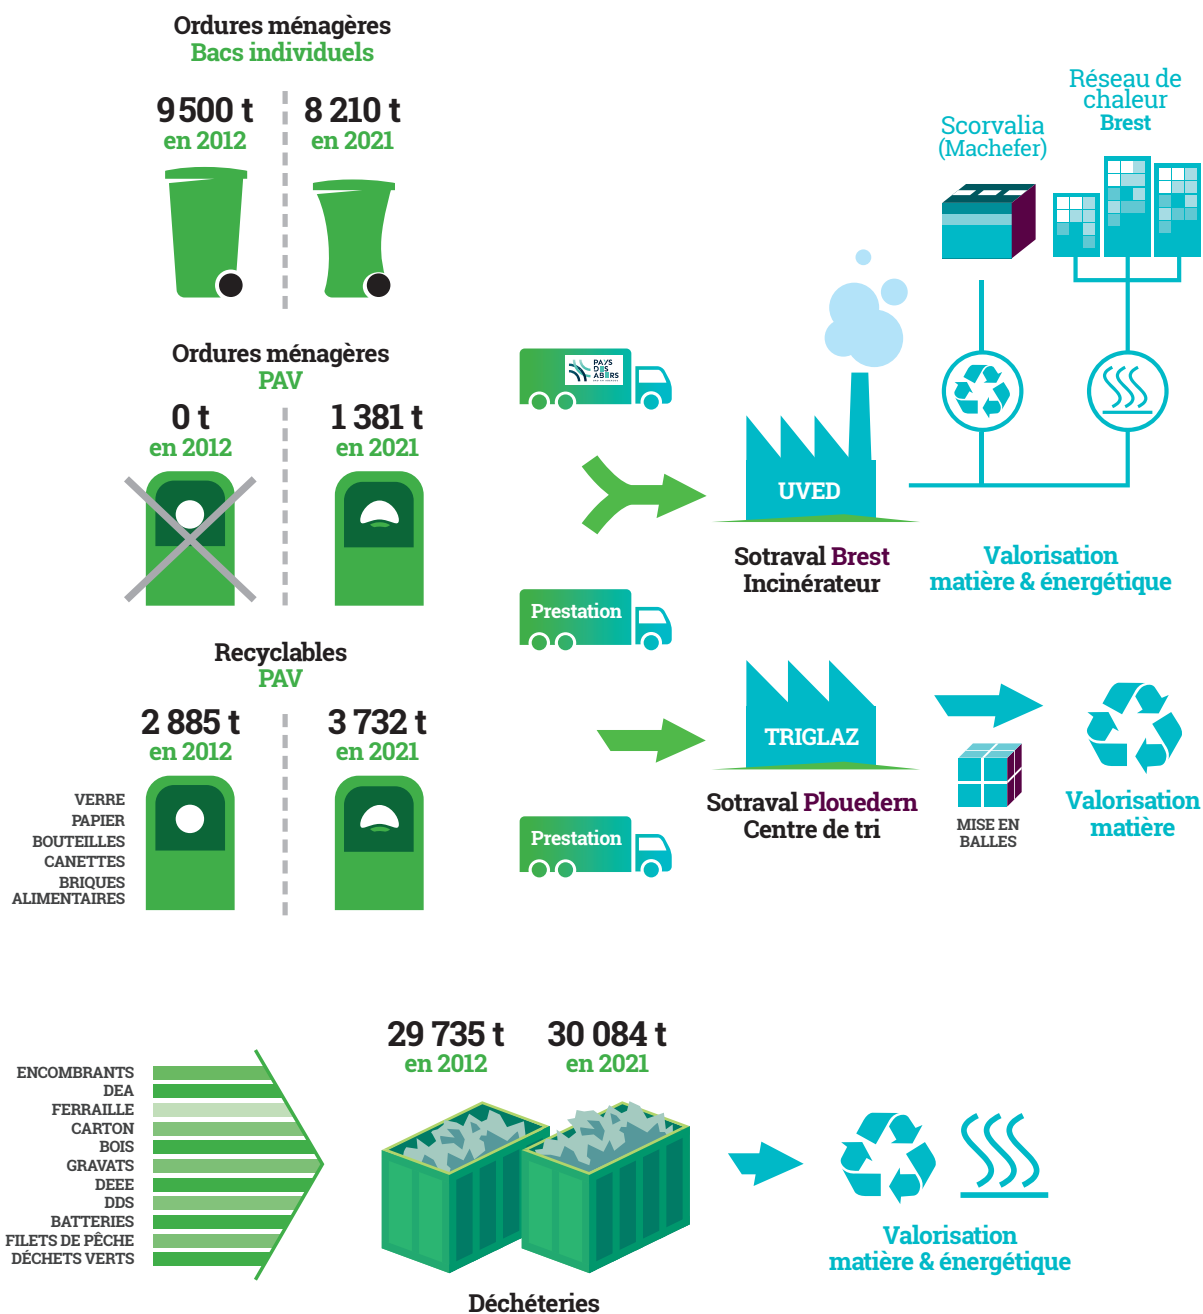 Ordures ménagères
Bacs individuels
9 500 t
en 2012
8 210 t
en 2021
Ordures ménagères
PAV
0 t
en 2012
1 381 t
en 2021
Recyclables
PAV
2 885 t
en 2012
3 732 t
en 2021
VERRE
PAPIER
BOUTEILLES
CANETTES
BRIQUES
ALIMENTAIRES
PAYS
DES
ABERS
Prestation
Prestation
UVED
Sotraval Brest
Incinérateur
Scorvalia
(Machefer)
Réseau de
chaleur
Brest
Valorisation
matière & énergétique
TRIGLAZ
Sotraval Plouedern
Centre de tri
MISE EN
BALLES
Valorisation
matière
ENCOMBRANTS
DEA
FERRAILLE
CARTON
BOIS
GRAVATS
DEEE
DDS
BATTERIES
FILETS DE PÊCHE
DÉCHETS VERTS
29 735 t
en 2012
30 084 t
en 2021
Déchéteries
Valorisation
matière & énergétique